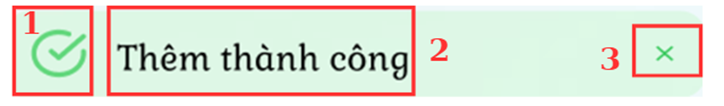 1 Thêm thành công 2 3 ×